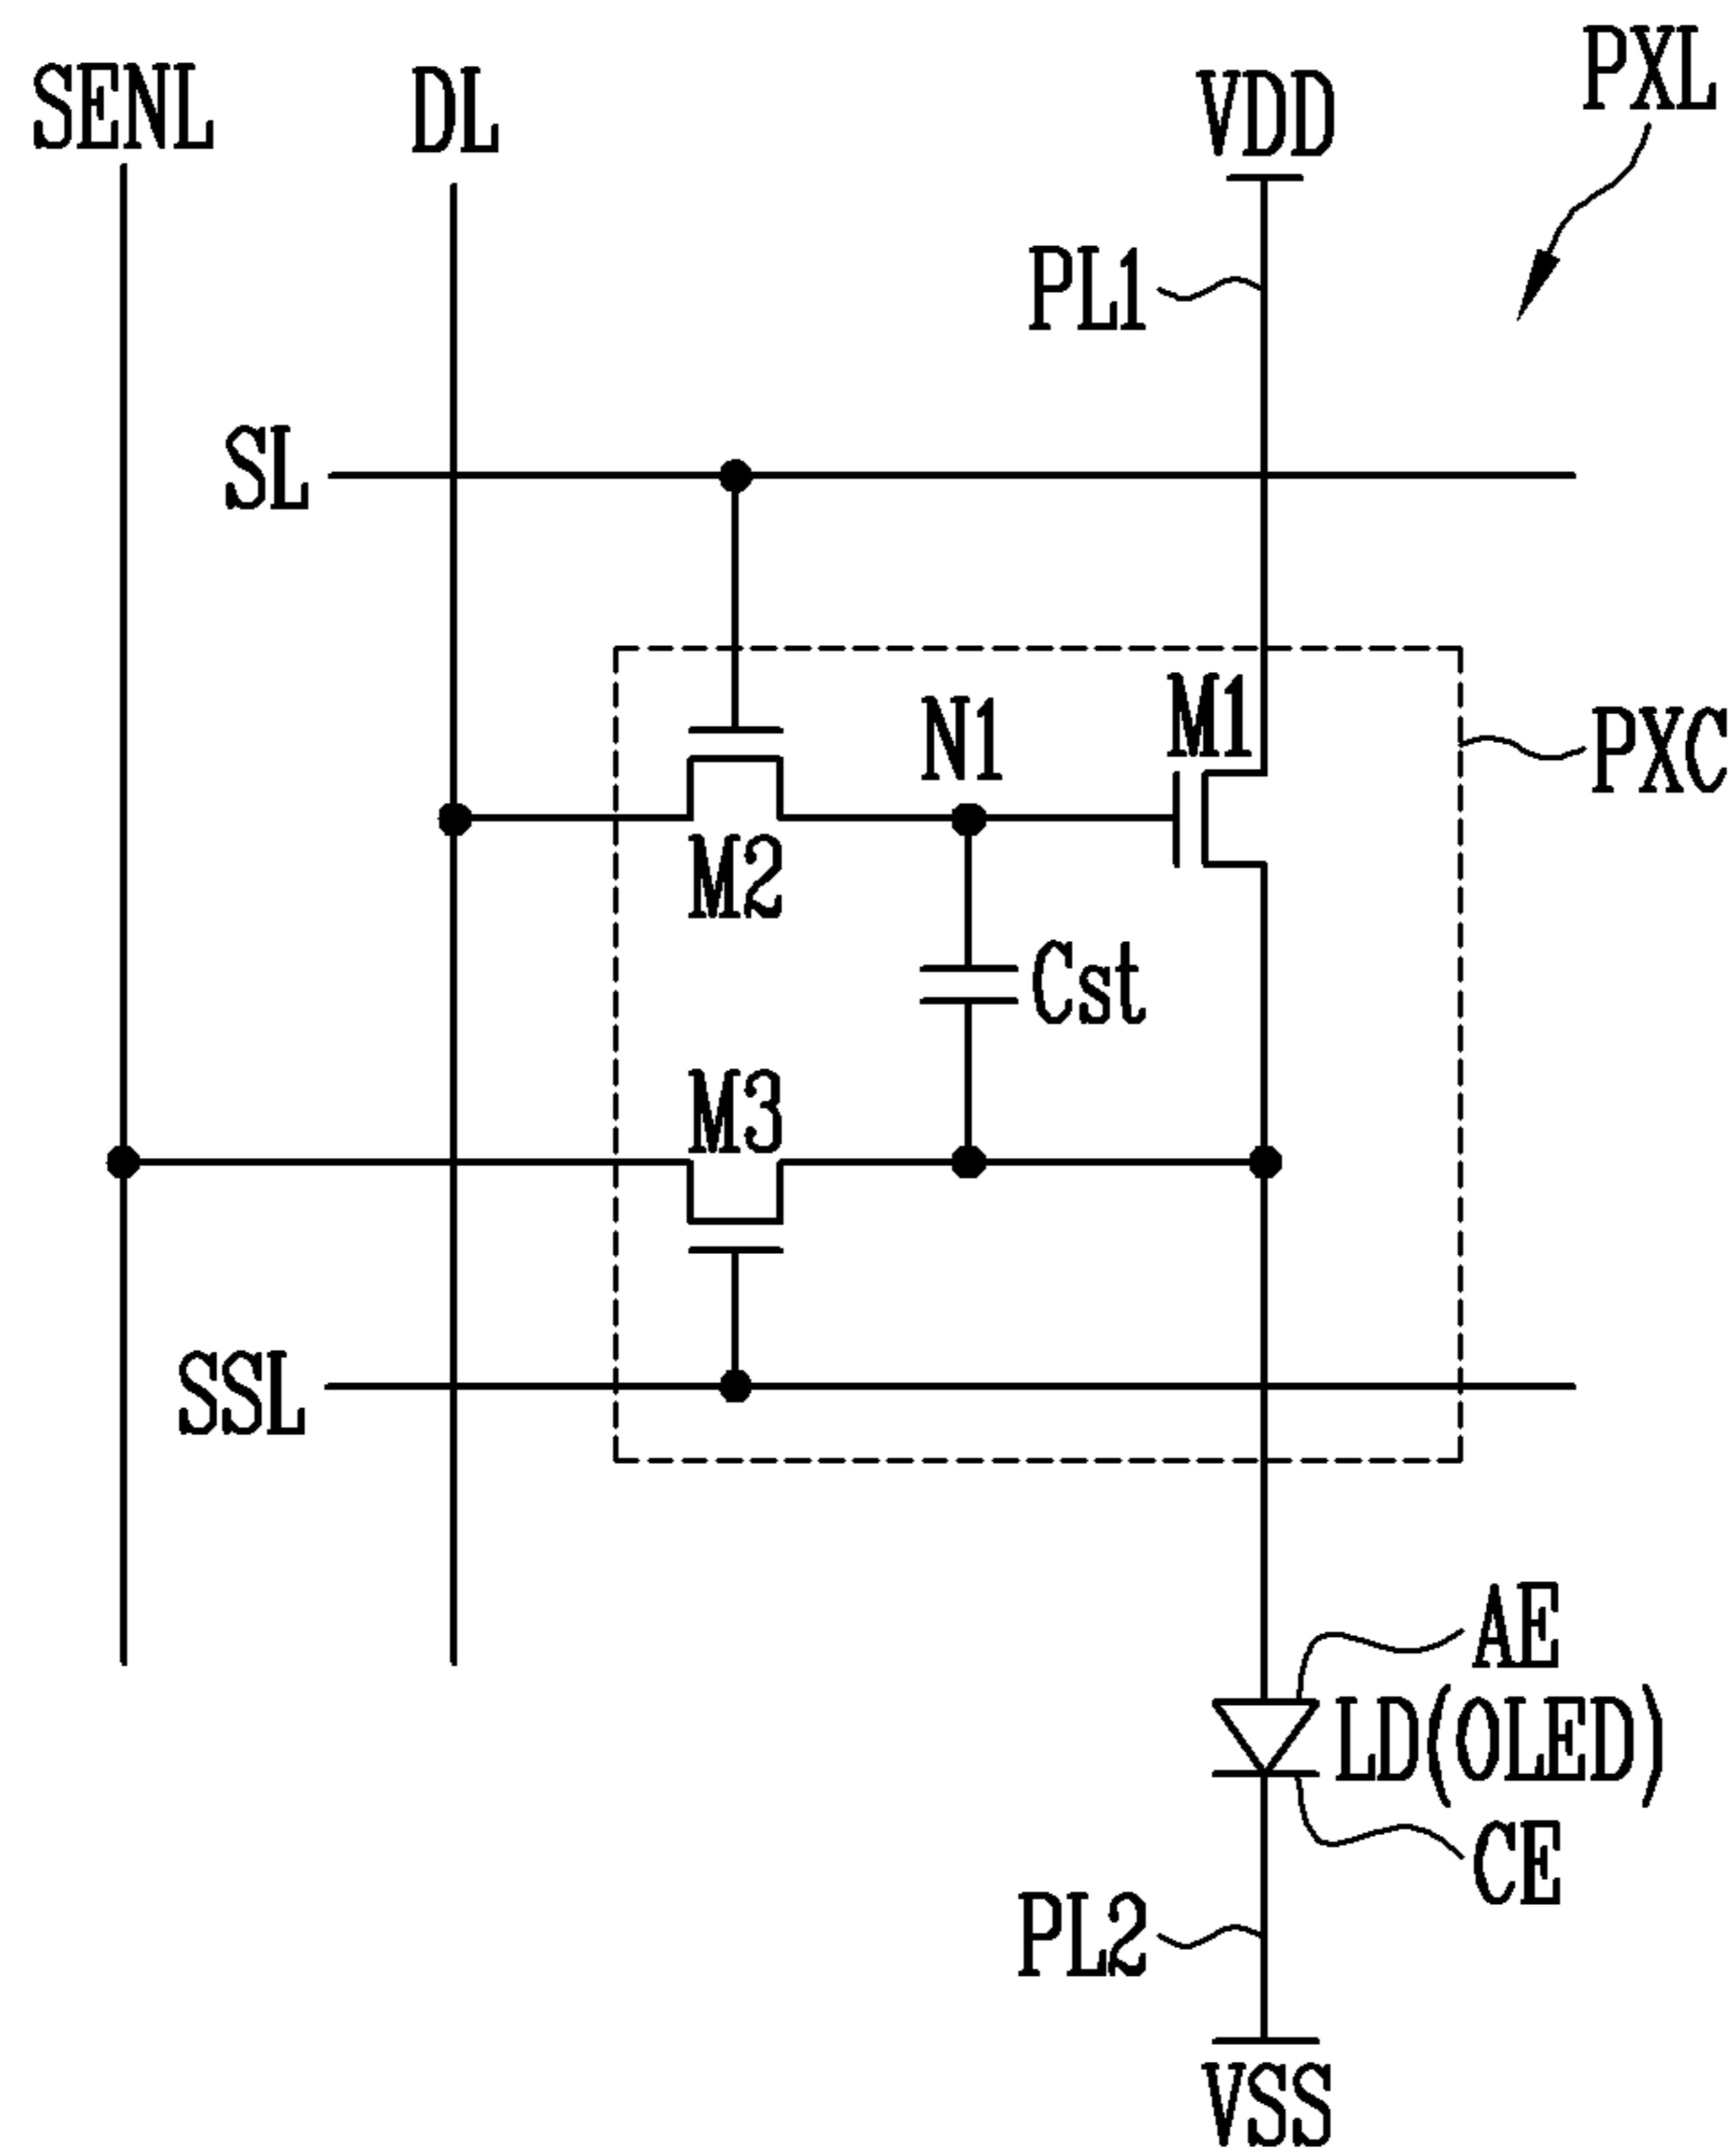 PXL
SENL
DL
VDD
PL1
SL
M1
N1
PXC
M2
Cst
M3
SSL
AE
LD(OLED)
CE
PL2
VSS